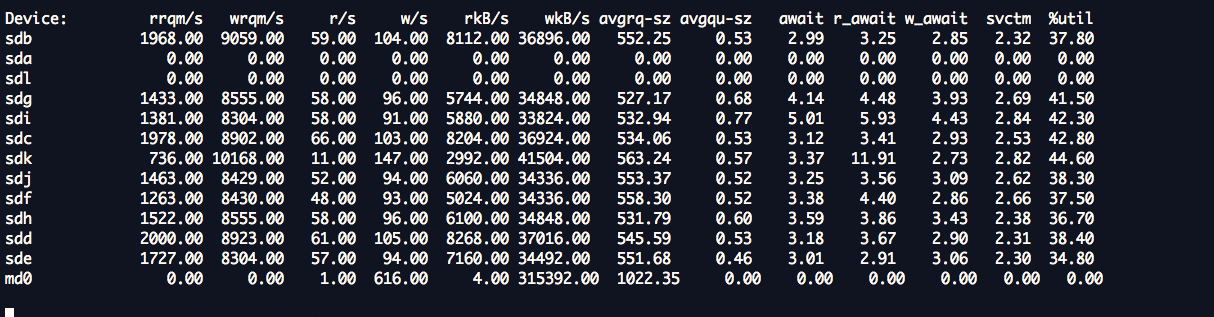 Device: rrqm/s wrqm/s r/s w/s rkB/s wkB/s avgrq-sz avgqu-sz await r_await w_await svctm %util
sdb 1968.00 9059.00 59.00 104.00 8112.00 36896.00 552.25 0.53 2.99 3.25 2.85 2.32 37.80
sda 0.00 0.00 0.00 0.00 0.00 0.00 0.00 0.00 0.00 0.00 0.00 0.00 0.00
sdl 0.00 0.00 0.00 0.00 0.00 0.00 0.00 0.00 0.00 0.00 0.00 0.00 0.00
sdg 1433.00 8555.00 58.00 96.00 5744.00 34848.00 527.17 0.68 4.14 4.48 3.93 2.69 41.50
sdi 1381.00 8304.00 58.00 91.00 5880.00 33824.00 532.94 0.77 5.01 5.93 4.43 2.84 42.30
sdc 1978.00 8902.00 66.00 103.00 8204.00 36924.00 534.06 0.53 3.12 3.41 2.93 2.53 42.80
sdk 736.00 10168.00 11.00 147.00 2992.00 41504.00 563.24 0.57 3.37 11.91 2.73 2.82 44.60
sdj 1463.00 8429.00 52.00 94.00 6060.00 34336.00 553.37 0.52 3.25 3.56 3.09 2.62 38.30
sdf 1263.00 8430.00 48.00 93.00 5024.00 34336.00 558.30 0.52 3.38 4.40 2.86 2.66 37.50
sdh 1522.00 8555.00 58.00 96.00 6100.00 34848.00 531.79 0.60 3.59 3.86 3.43 2.38 36.70
sdd 2000.00 8923.00 61.00 105.00 8268.00 37016.00 545.59 0.53 3.18 3.67 2.90 2.31 38.40
sde 1727.00 8304.00 57.00 94.00 7160.00 34492.00 551.68 0.46 3.01 2.91 3.06 2.30 34.80
md0 0.00 0.00 1.00 616.00 4.00 315392.00 1022.35 0.00 0.00 0.00 0.00 0.00 0.00